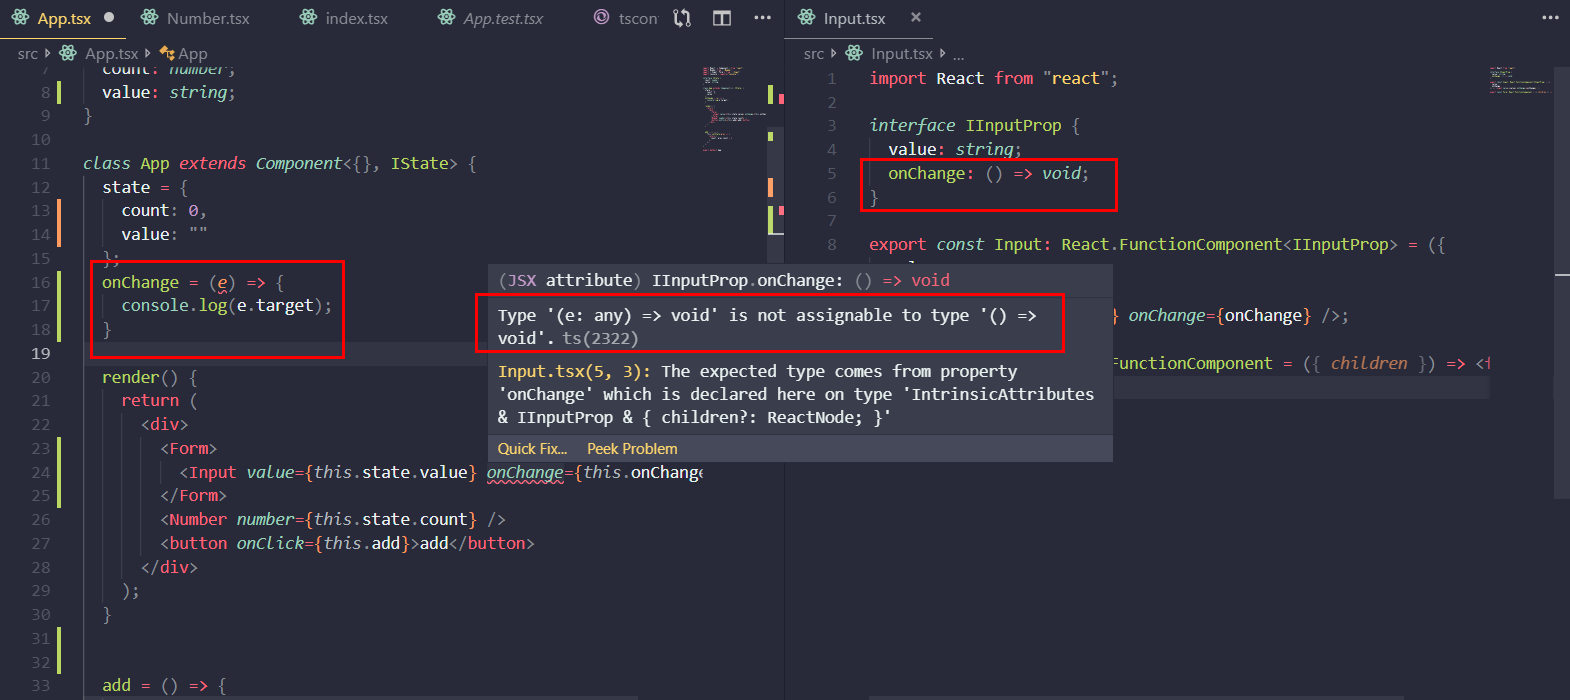 App.tsx
Number.tsx
index.tsx
App.test.tsx
tscon
src App.tsx App
7 count: number;
8 value: string;
9 }
10
11 class App extends Component<{}, IState> {
12 state = {
13 count: 0,
14 value: ""
15 };
16 onChange = (e) => {
17 console.log(e.target);
18 }
19
20 render() {
21 return (
22 <div>
23 <Form>
24 <Input value={this.state.value} onChange={this.onChange
25 </Form>
26 <Number number={this.state.count} />
27 <button onClick={this.add}>add</button>
28 </div>
29 );
30 }
31
32
33 add = () => {
(JSX attribute) IInputProp.onChange: () => void
Type '(e: any) => void' is not assignable to type '() =>
void'. ts(2322)
Input.tsx(5, 3): The expected type comes from property
'onChange' which is declared here on type 'IntrinsicAttributes
& IInputProp & { children?: ReactNode; }'
Quick Fix... Peek Problem
Input.tsx
src Input.tsx ...
1 import React from "react";
2
3 interface IInputProp {
4 value: string;
5 onChange: () => void;
6 }
7
8 export const Input: React.FunctionComponent<IInputProp> = ({
} onChange={onChange} />;
FunctionComponent = ({ children }) => <f